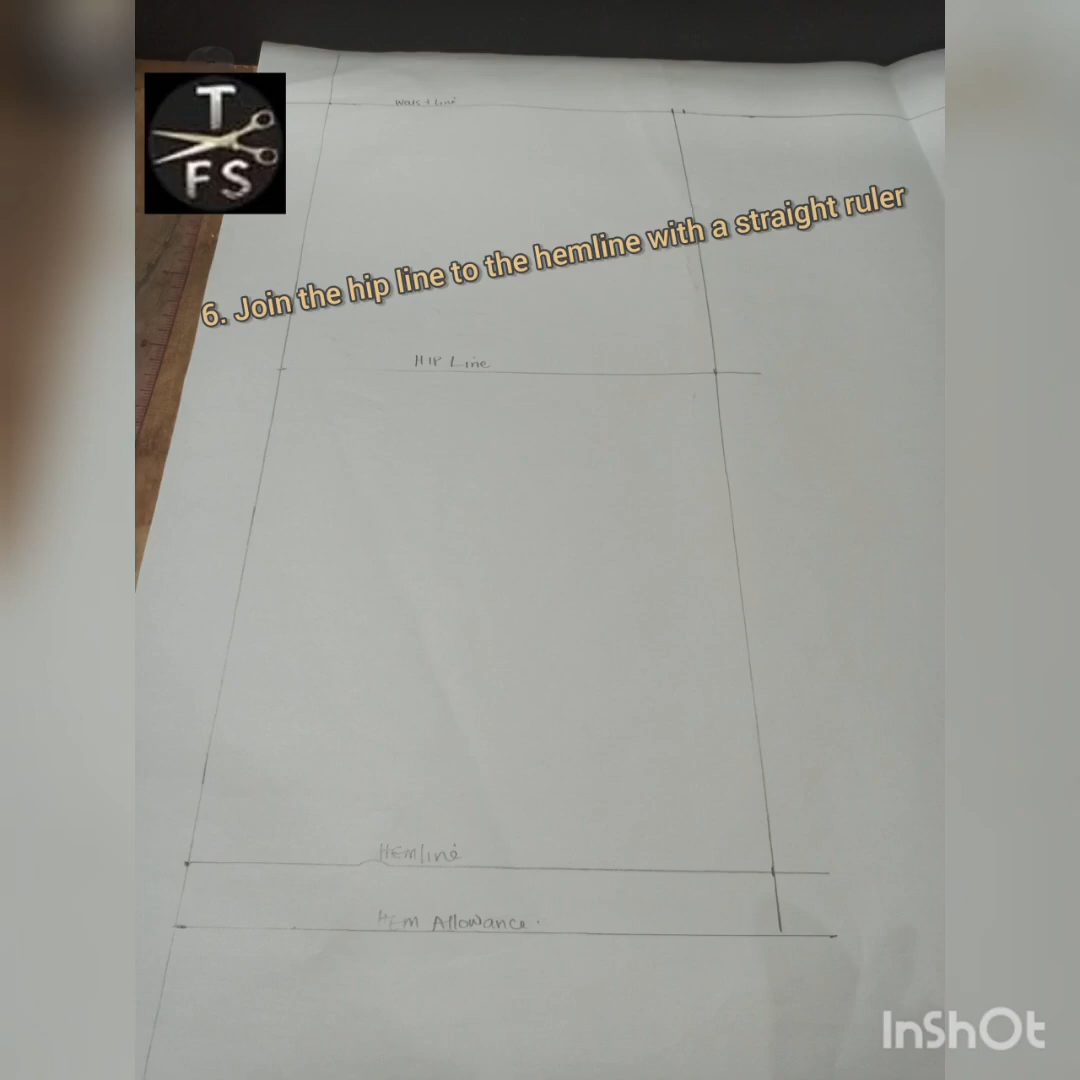 T
FS
Waist Line
6. Join the hip line to the hemline with a straight ruler
HIP Line
HEMline
HEM Allowance.
InShOt